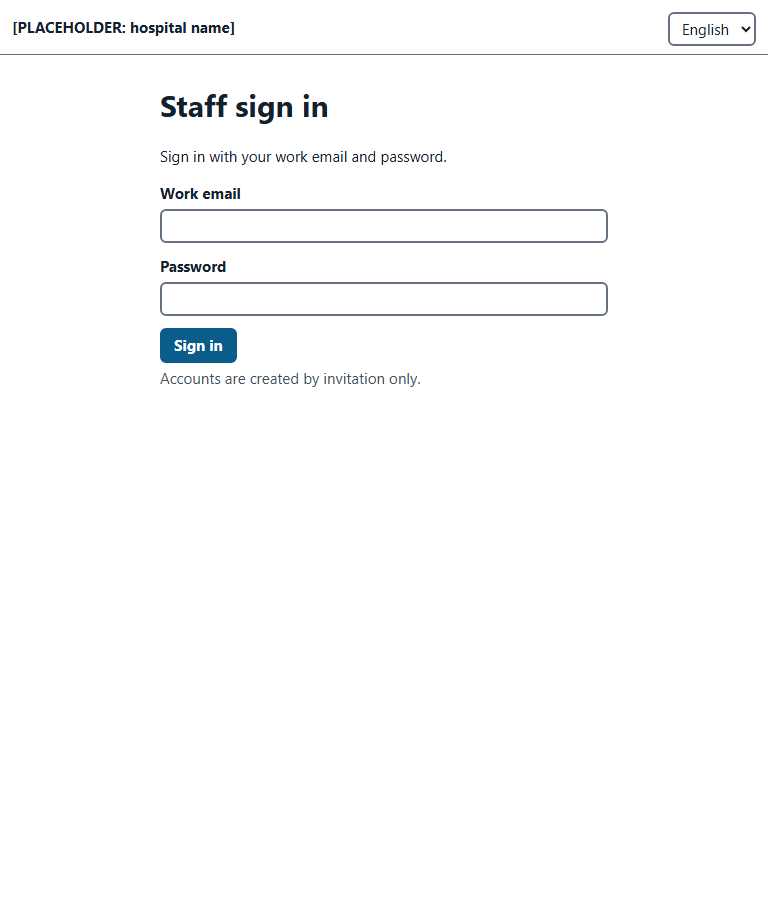 [PLACEHOLDER: hospital name]
English
Staff sign in
Sign in with your work email and password.
Work email
Password
Sign in
Accounts are created by invitation only.